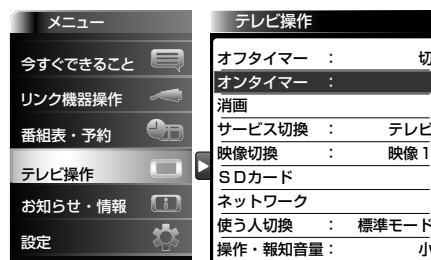 メニュー
今すぐできること
リンク機器操作
番組表・予約
テレビ操作
お知らせ・情報
設定
テレビ操作
オフタイマー : 切
オンタイマー :
消画
サービス切換 : テレビ
映像切換 : 映像1
SDカード
ネットワーク
使う人切換 : 標準モード
操作・報知音量: 小